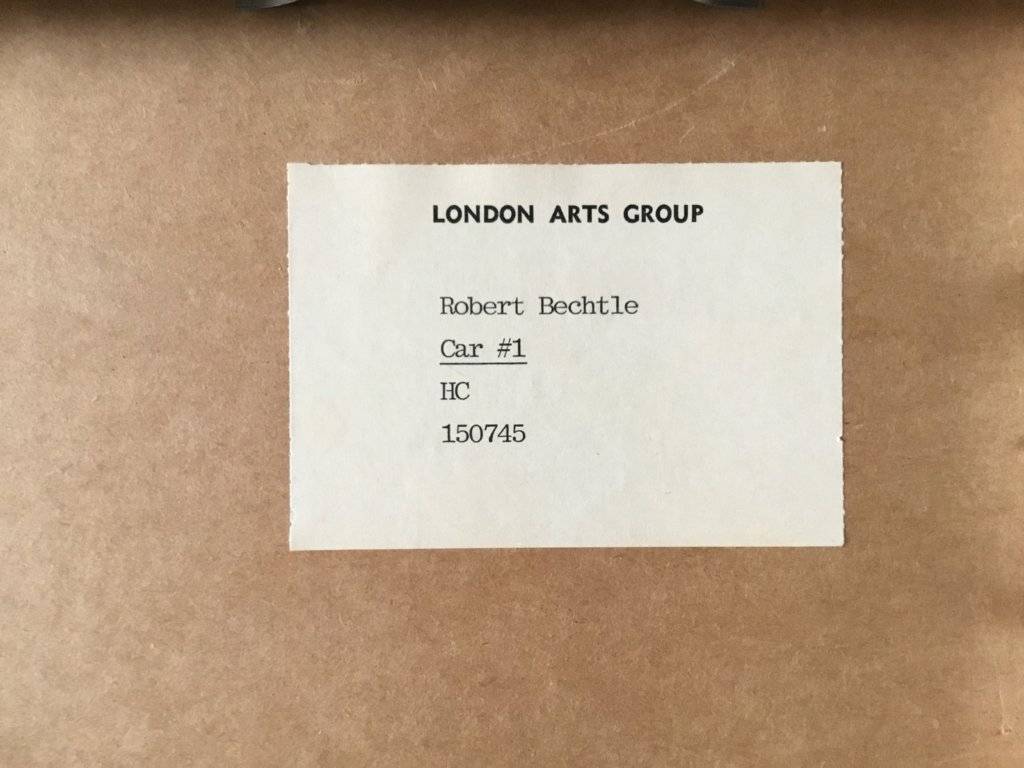 LONDON ARTS GROUP
Robert Bechtle
Car #1
HC
150745